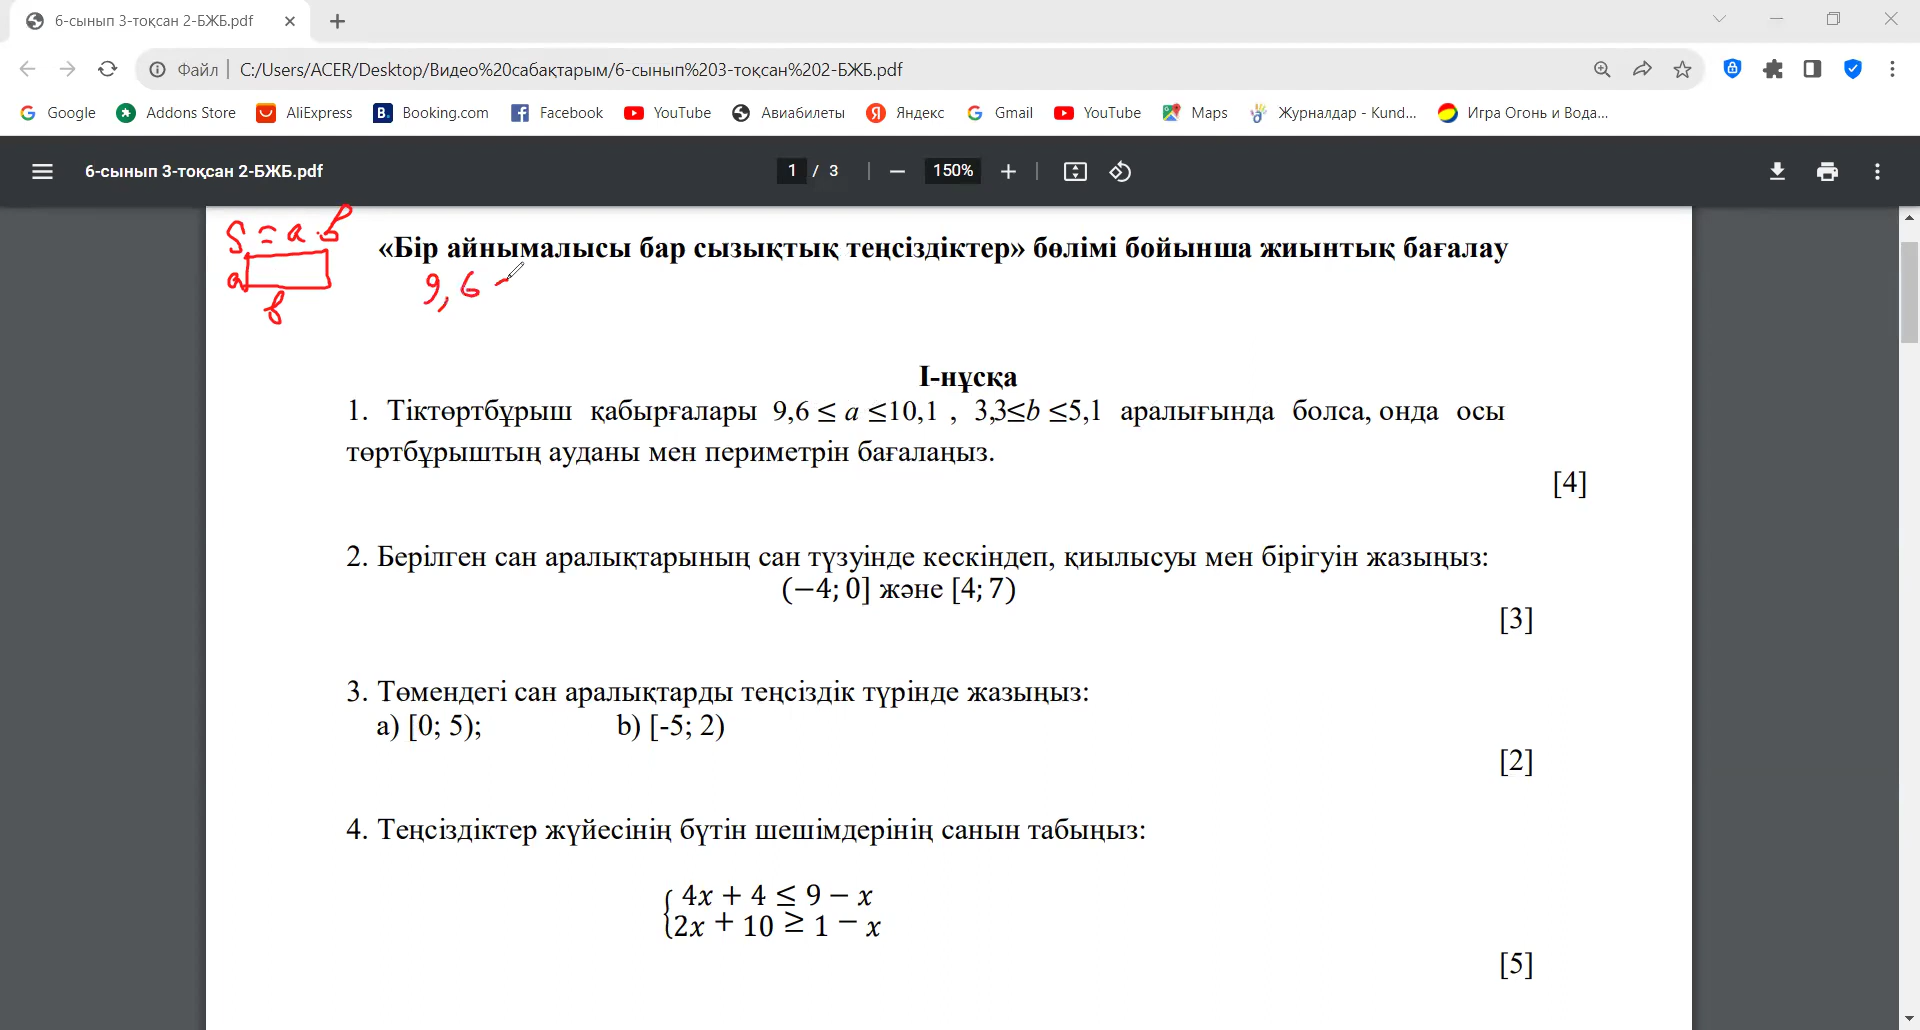 6-сынып 3-тоқсан 2-БЖБ.pdf
Файл | C:/Users/ACER/Desktop/Видео%20сабақтарым/6-сынып%203-тоқсан%202-БЖБ.pdf
Google Addons Store AliExpress B. Booking.com Facebook YouTube Авиабилеты Яндекс Gmail YouTube Maps Журналдар - Kund... Игра Огонь и Вода...
6-сынып 3-тоқсан 2-БЖБ.pdf 1 / 3 150%
S = a·b
«Бір айнымалысы бар сызықтық теңсіздіктер» бөлімі бойынша жиынтық бағалау
a
9,6
b
І-нұсқа
1. Тіктөртбұрыш қабырғалары 9,6 ≤ a ≤10,1 , 3,3≤b ≤5,1 аралығында болса, онда осы
төртбұрыштың ауданы мен периметрін бағалаңыз.
[4]
2. Берілген сан аралықтарының сан түзуінде кескіндеп, қиылысуы мен бірігуін жазыңыз:
(−4; 0] және [4; 7)
[3]
3. Төмендегі сан аралықтарды теңсіздік түрінде жазыңыз:
a) [0; 5); b) [-5; 2)
[2]
4. Теңсіздіктер жүйесінің бүтін шешімдерінің санын табыңыз:
{4x + 4 ≤ 9 − x
2x + 10 ≥ 1 − x
[5]